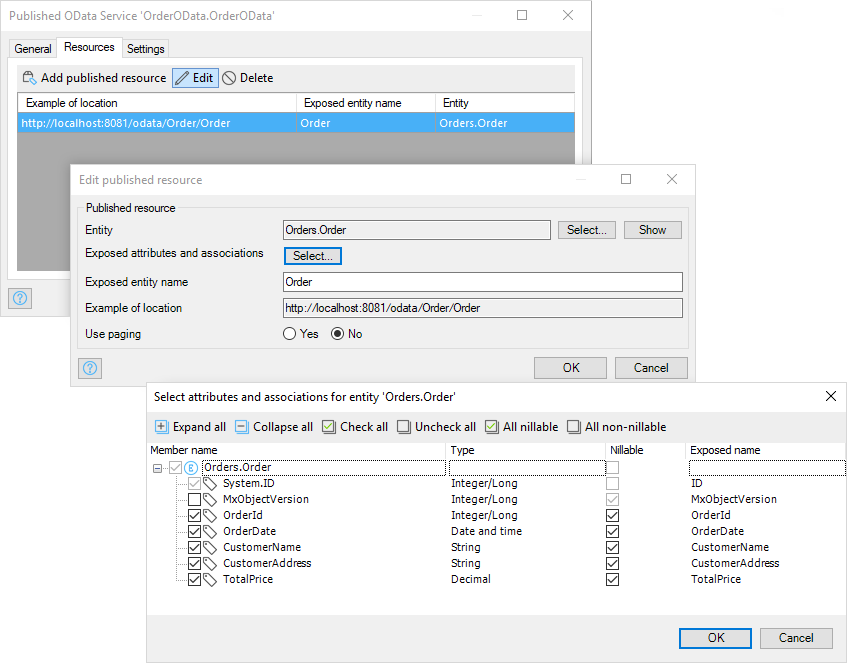 Published OData Service 'OrderOData.OrderOData'
General Resources Settings
Add published resource Edit Delete
Example of location Exposed entity name Entity
http://localhost:8081/odata/Order/Order Order Orders.Order
Edit published resource
Published resource
Entity Orders.Order Select... Show
Exposed attributes and associations Select...
Exposed entity name Order
Example of location http://localhost:8081/odata/Order/Order
Use paging Yes No
OK Cancel
Select attributes and associations for entity 'Orders.Order'
Expand all Collapse all Check all Uncheck all All nillable All non-nillable
Member name Type Nillable Exposed name
Orders.Order
System.ID Integer/Long ID
MxObjectVersion Integer/Long MxObjectVersion
OrderId Integer/Long OrderId
OrderDate Date and time OrderDate
CustomerName String CustomerName
CustomerAddress String CustomerAddress
TotalPrice Decimal TotalPrice
OK Cancel